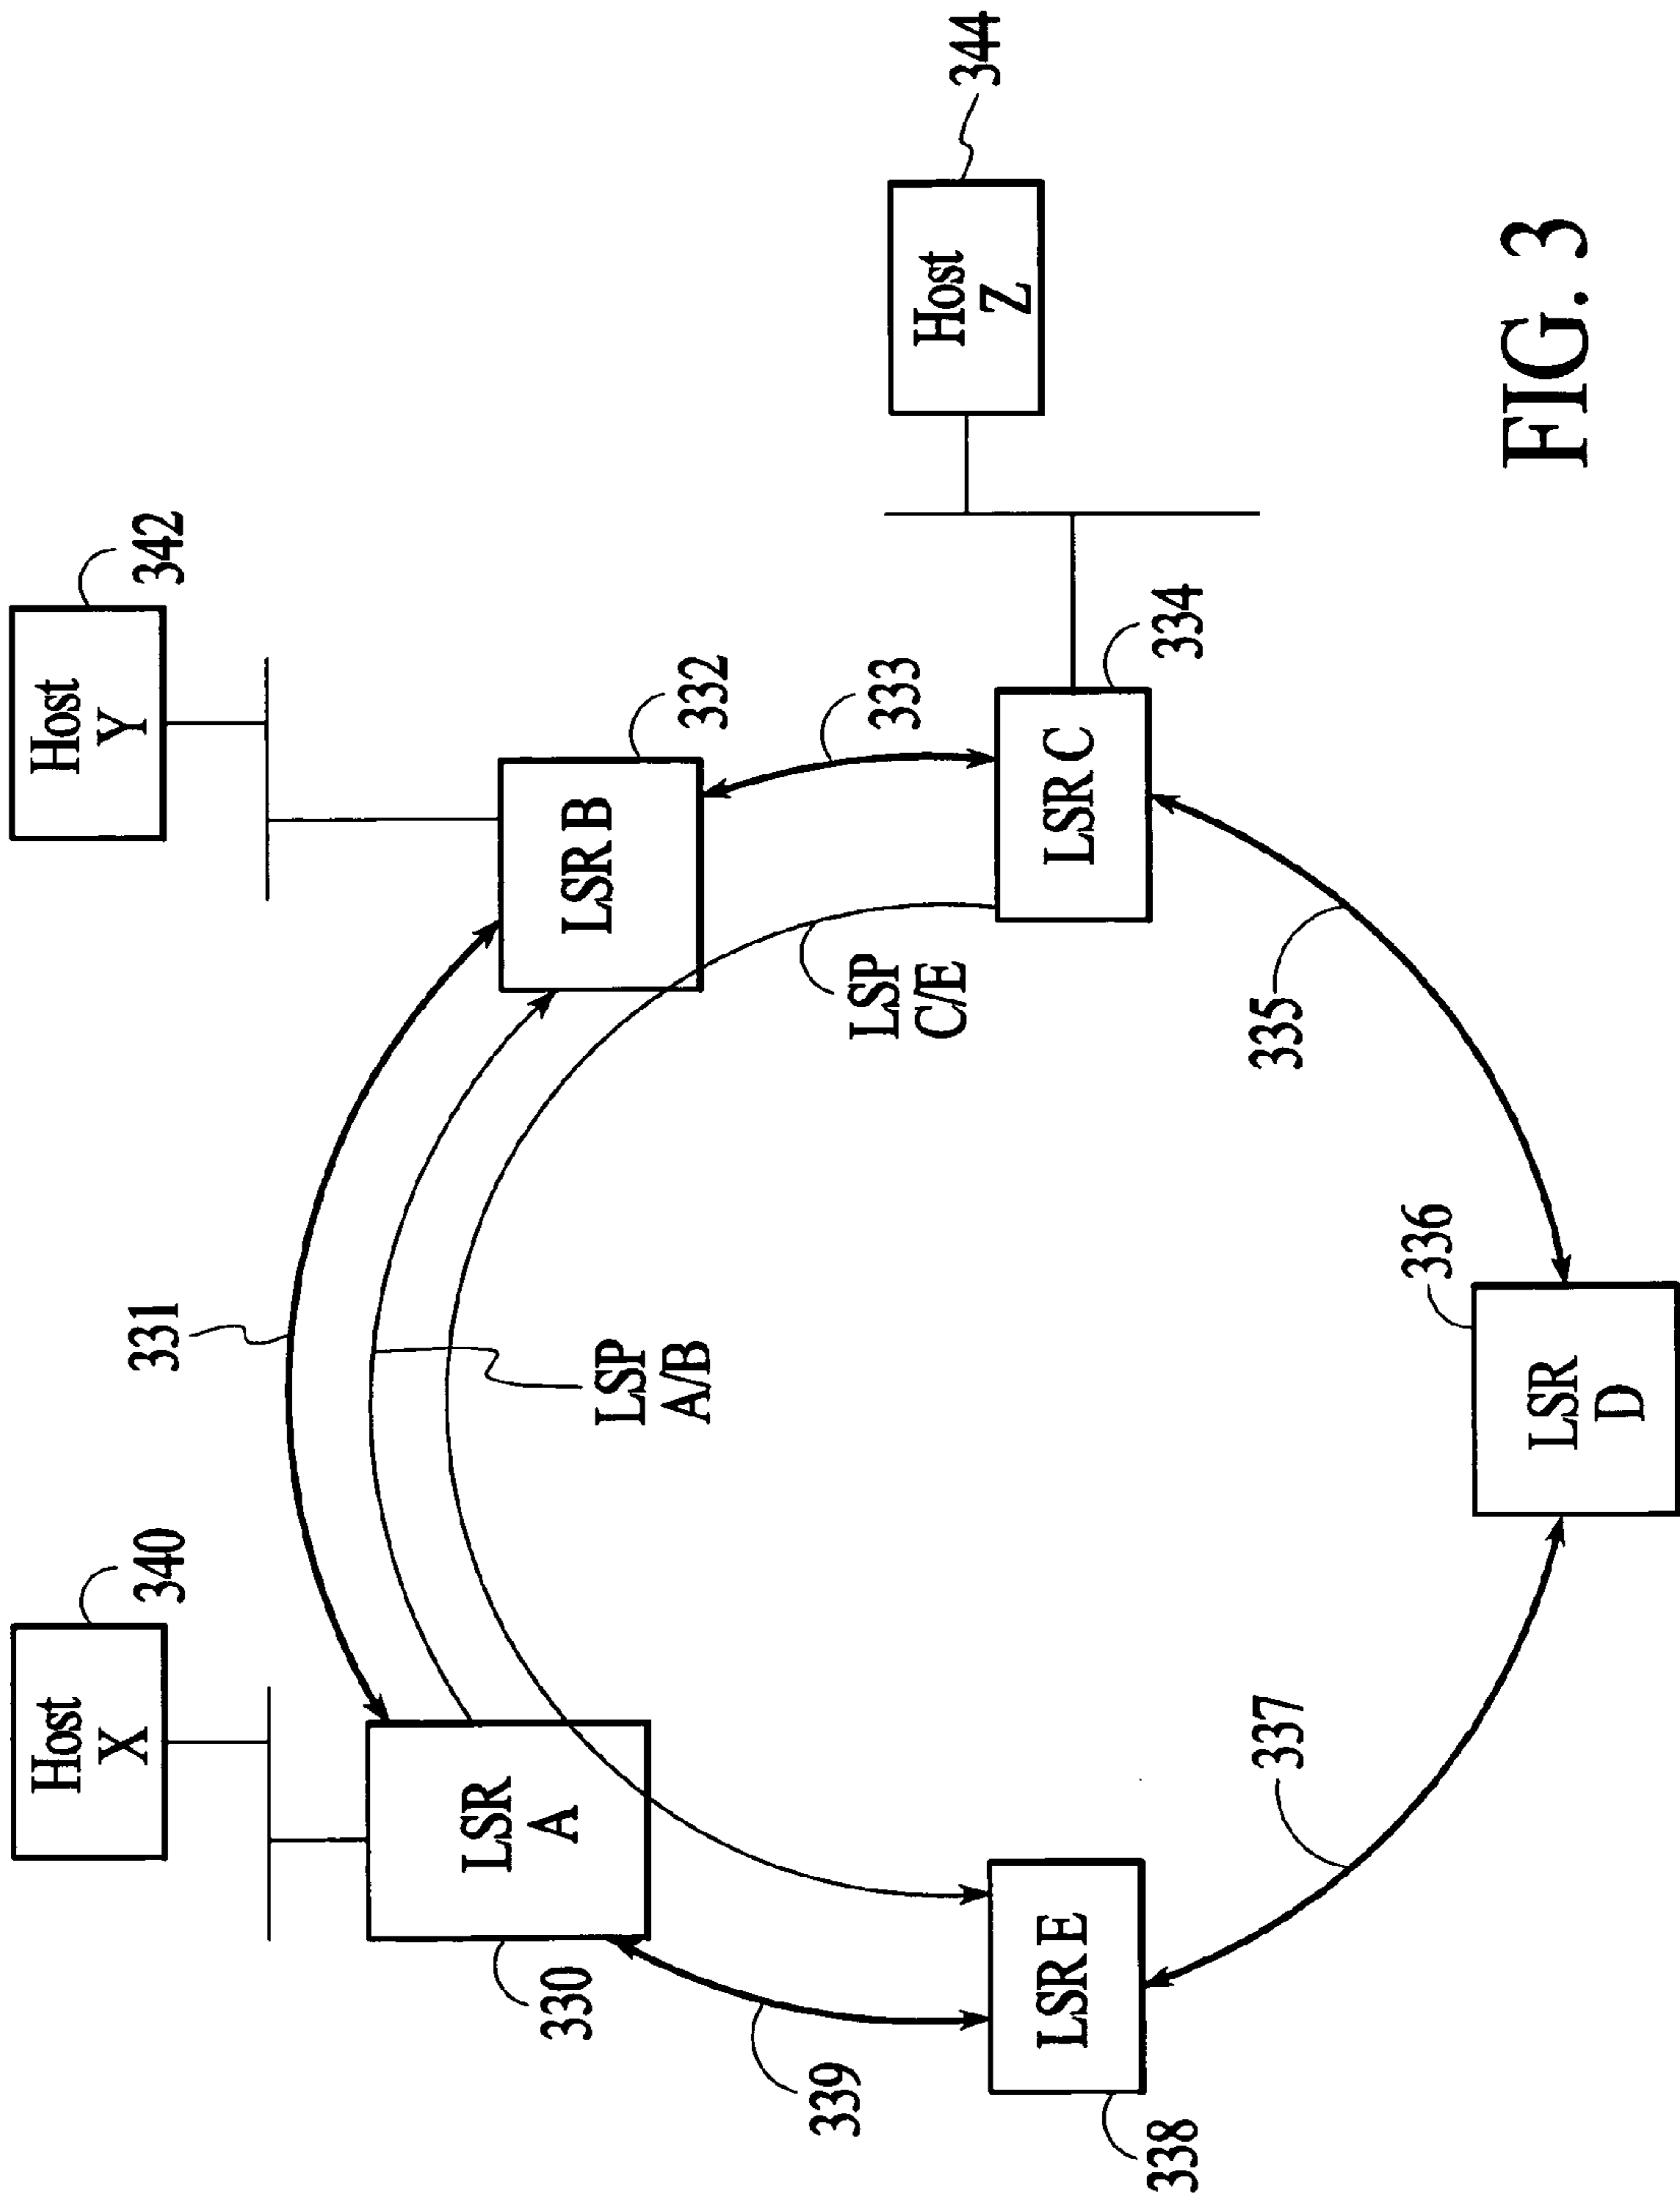 Host
X
340
Host
Y
342
331
LSR
A
330
LSR B
332
LSP
A/B
333
LSP
C/E
Host
Z
344
339
LSR E
338
LSR C
334
337
335
LSR
D
336
FIG. 3